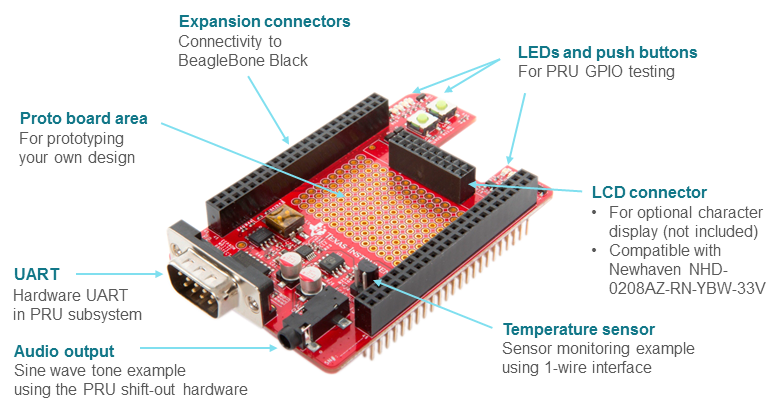 Expansion connectors
Connectivity to
BeagleBone Black
LEDs and push buttons
For PRU GPIO testing
Proto board area
For prototyping
your own design
LCD connector
• For optional character
display (not included)
• Compatible with
Newhaven NHD-
0208AZ-RN-YBW-33V
TEXAS INST
UART
Hardware UART
in PRU subsystem
Temperature sensor
Sensor monitoring example
using 1-wire interface
Audio output
Sine wave tone example
using the PRU shift-out hardware